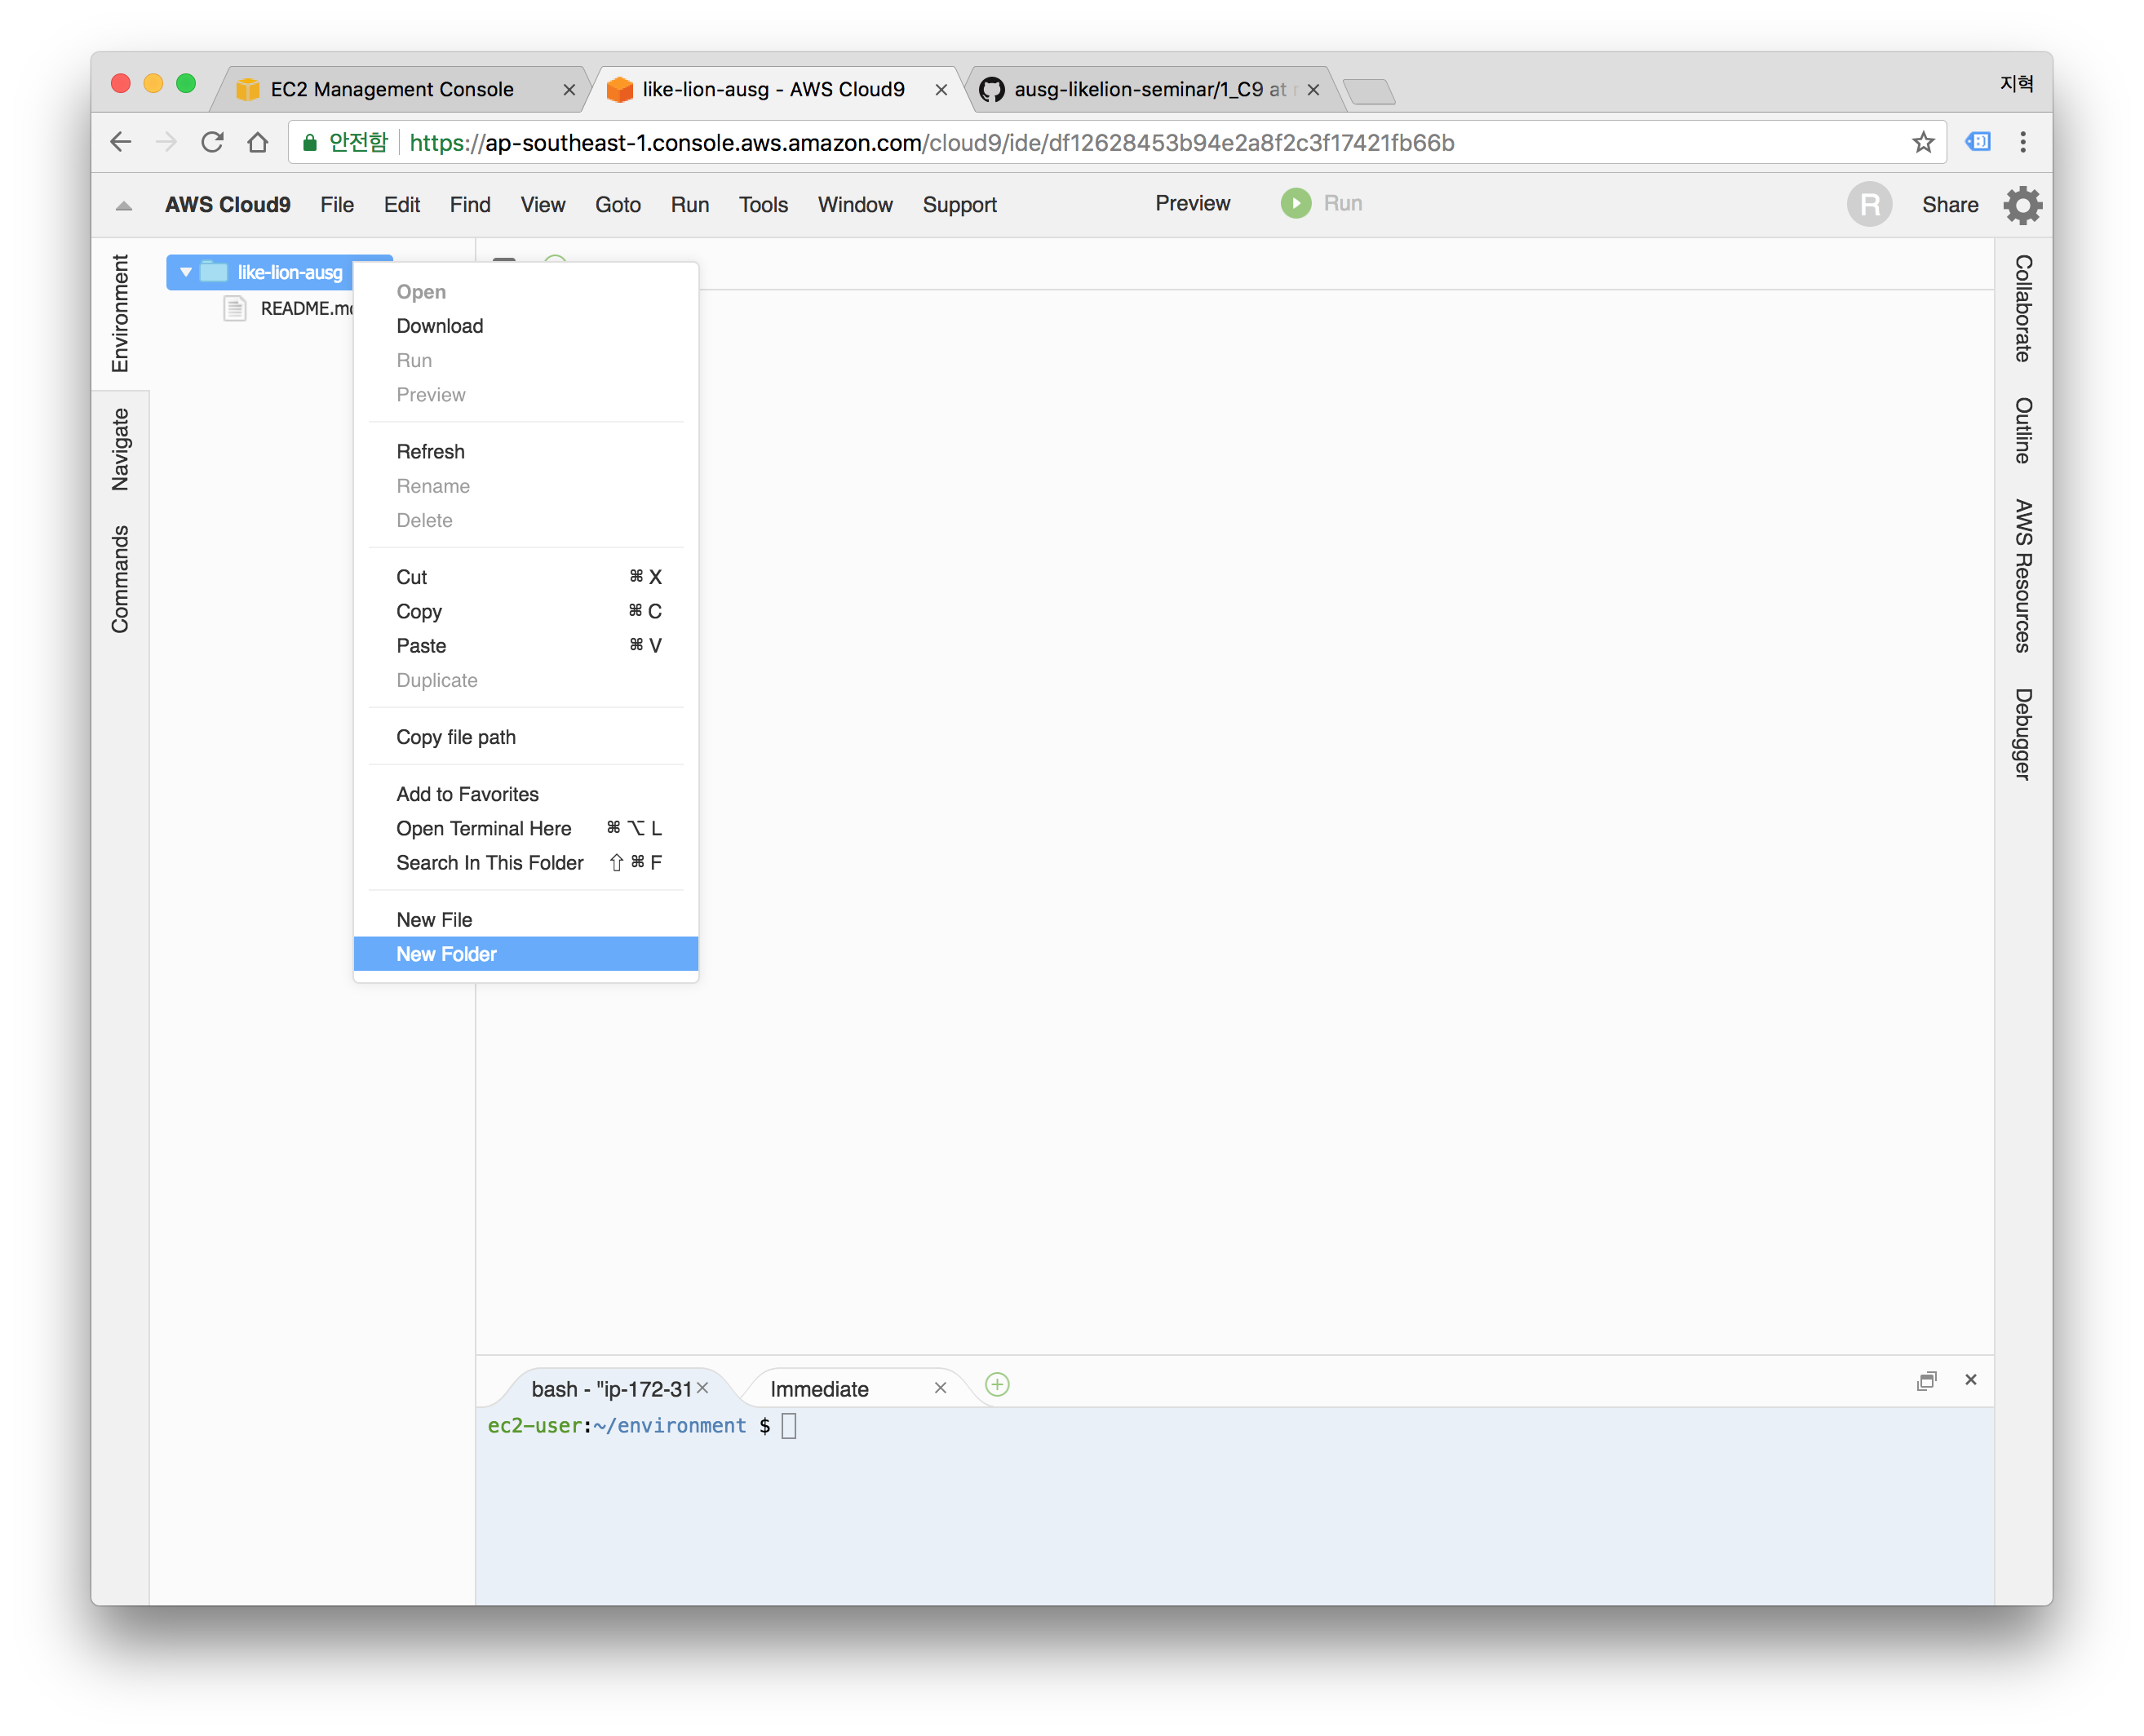 EC2 Management Console
like-lion-ausg - AWS Cloud9
ausg-likelion-seminar/1_C9 at
지혁
안전함 https://ap-southeast-1.console.aws.amazon.com/cloud9/ide/df12628453b94e2a8f2c3f17421fb66b
AWS Cloud9 File Edit Find View Goto Run Tools Window Support Preview Run R Share
Environment
Navigate
Commands
like-lion-ausg
README.m
Open
Download
Run
Preview
Refresh
Rename
Delete
Cut ⌘ X
Copy ⌘ C
Paste ⌘ V
Duplicate
Copy file path
Add to Favorites
Open Terminal Here ⌘ ⌥ L
Search In This Folder ⇧ ⌘ F
New File
New Folder
Collaborate
Outline
AWS Resources
Debugger
bash - "ip-172-31
Immediate
ec2-user:~/environment $